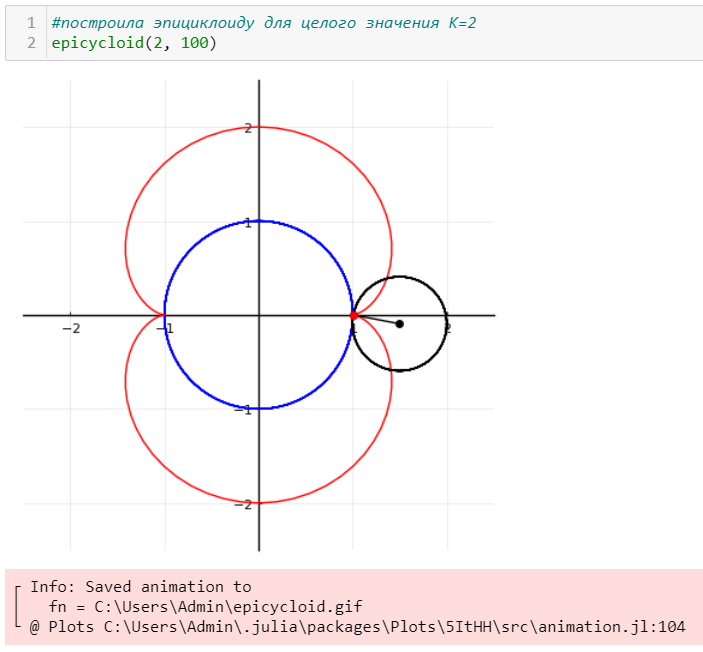 1 #построила эпициклоиду для целого значения K=2
2 epicycloid(2, 100)
2
1
−2 −1 1 2
−1
−2
Info: Saved animation to
fn = C:\Users\Admin\epicycloid.gif
@ Plots C:\Users\Admin\.julia\packages\Plots\5ItHH\src\animation.jl:104